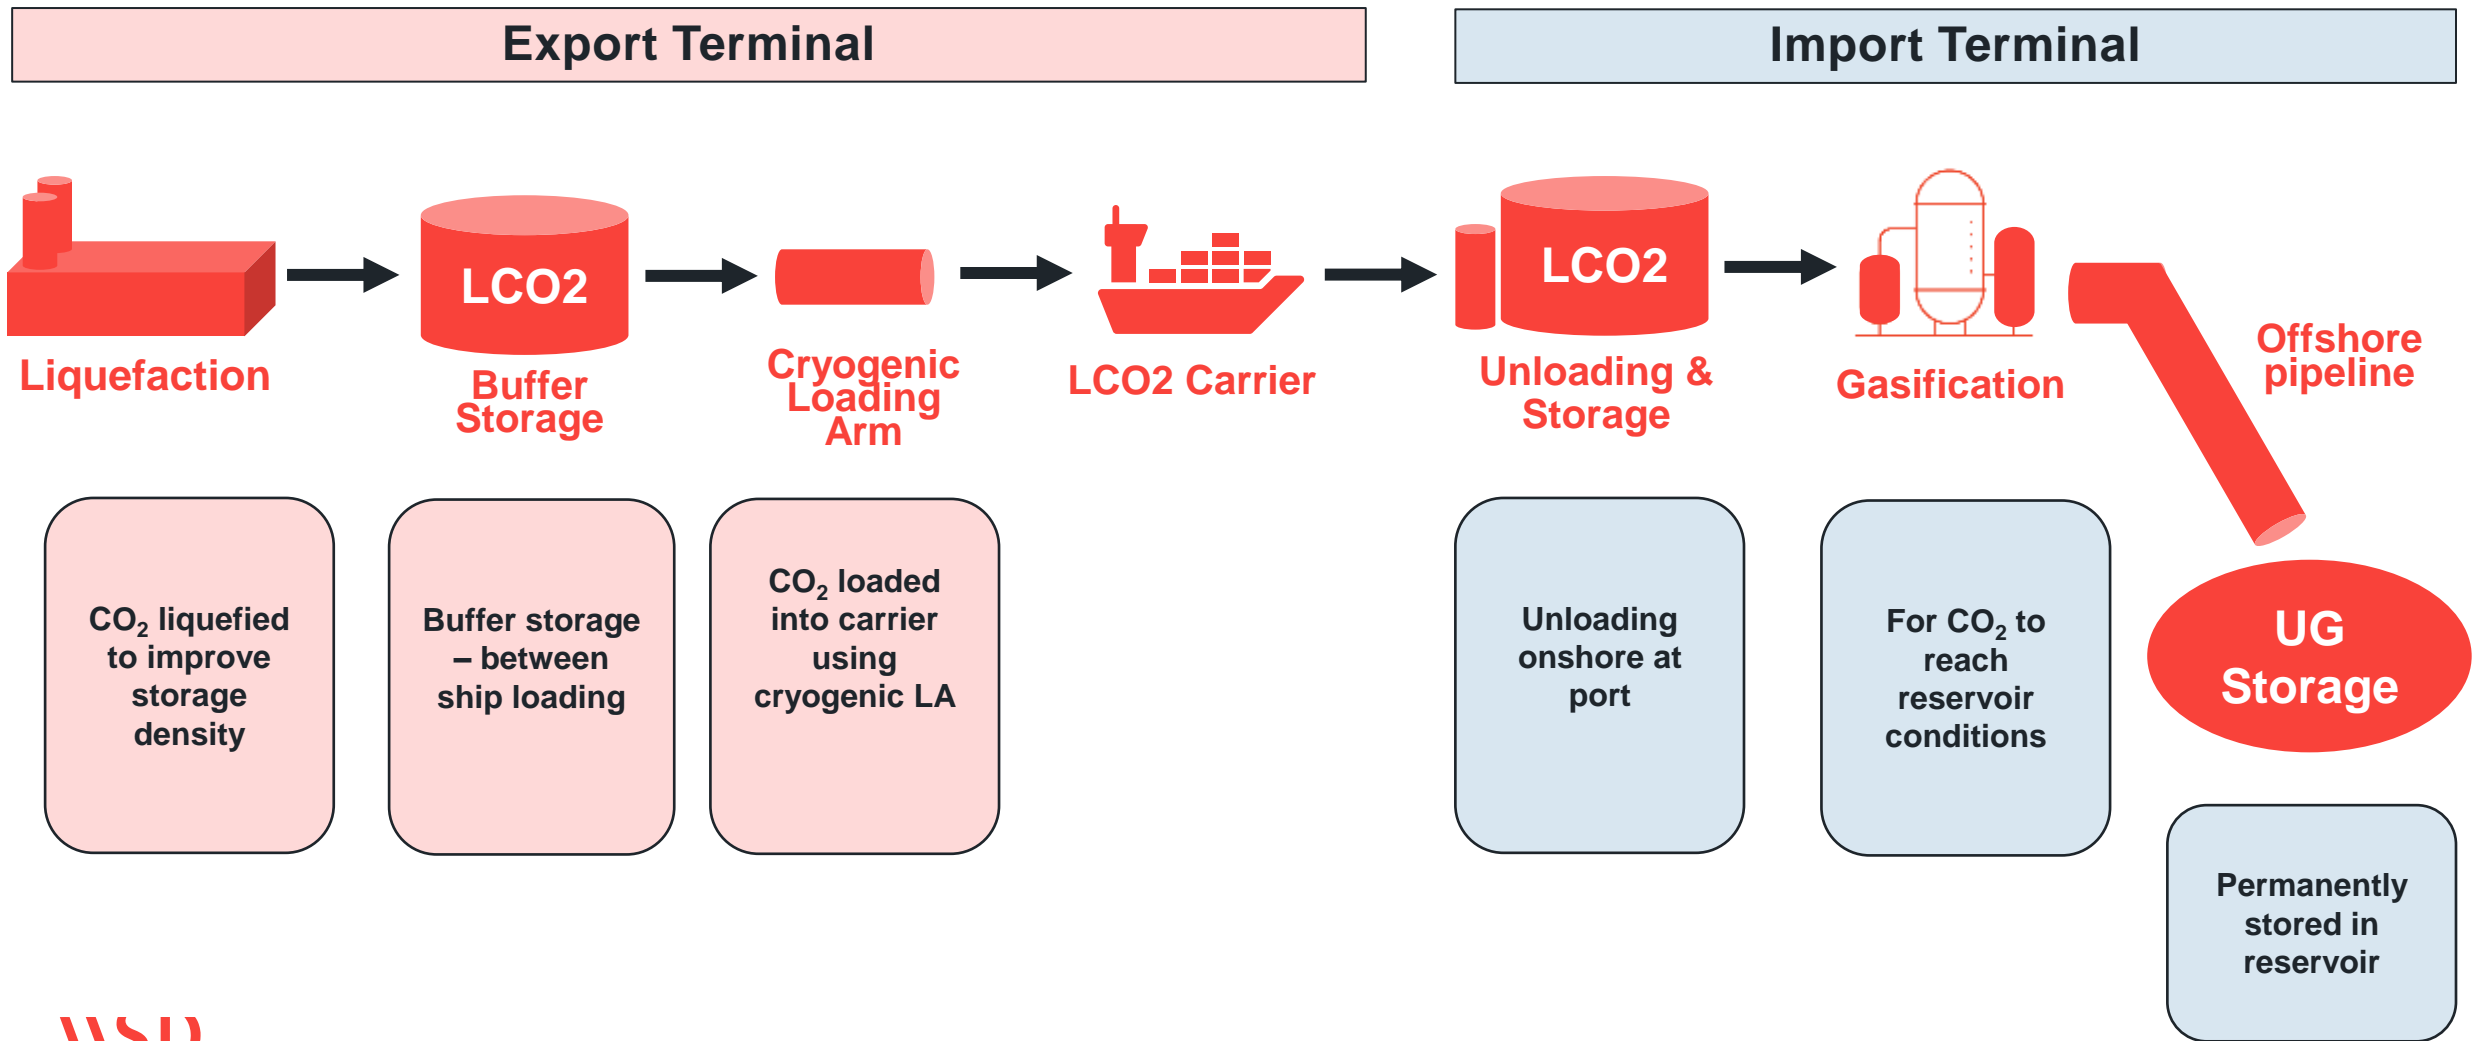 Export Terminal
Import Terminal
LCO2
LCO2
Liquefaction
Buffer
Storage
Cryogenic
Loading
Arm
LCO2 Carrier
Unloading &
Storage
Gasification
Offshore
pipeline
CO₂ liquefied
to improve
storage
density
Buffer storage
– between
ship loading
CO₂ loaded
into carrier
using
cryogenic LA
Unloading
onshore at
port
For CO₂ to
reach
reservoir
conditions
UG
Storage
Permanently
stored in
reservoir